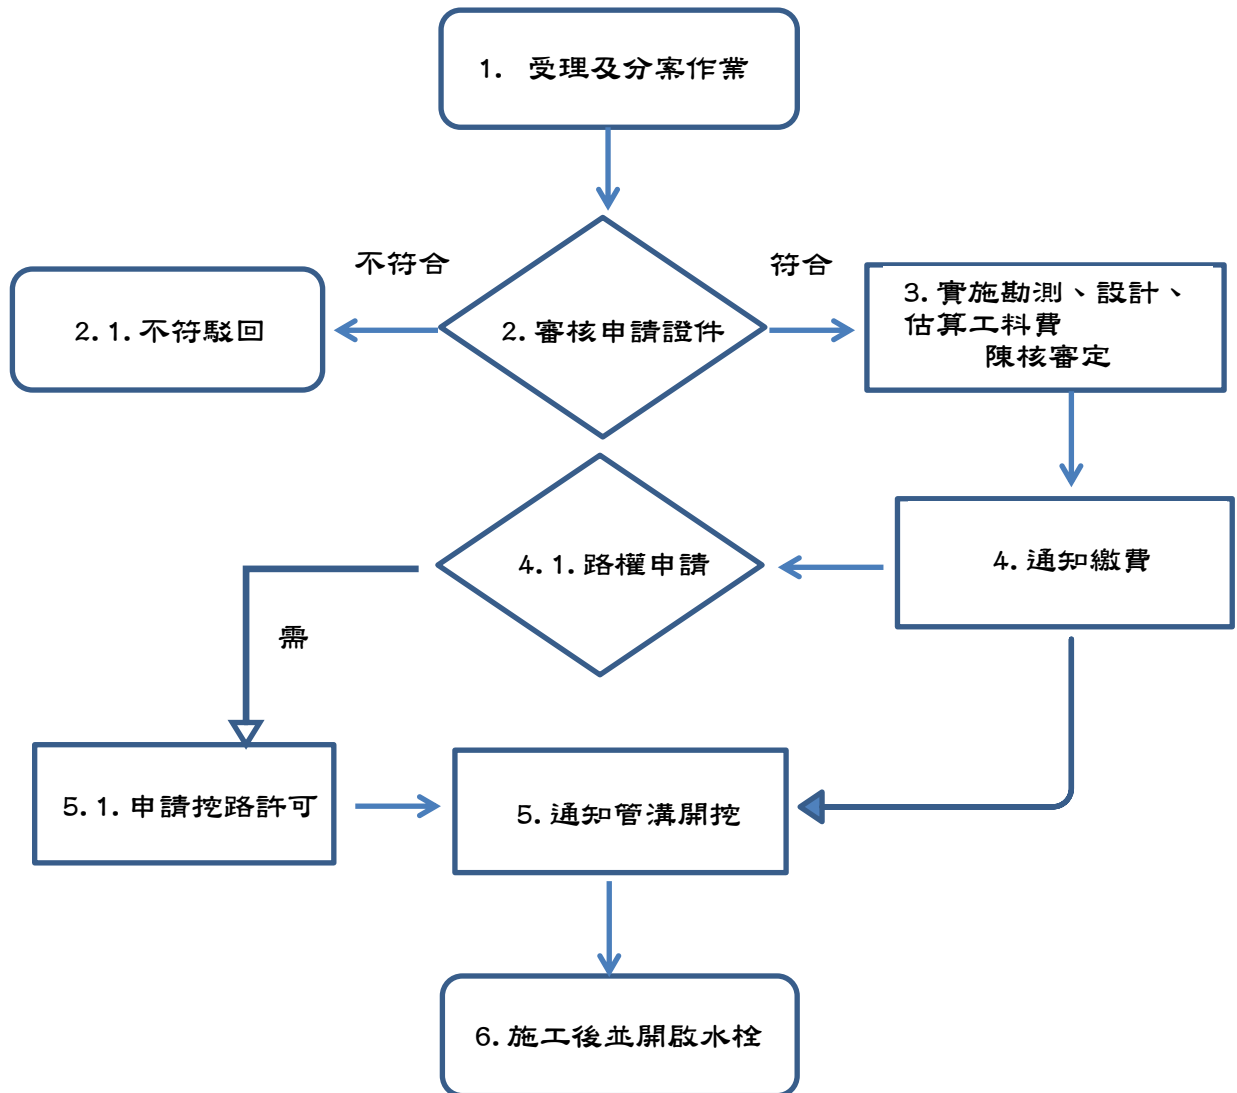 1. 受理及分案作業
不符合
符合
2.1.不符駁回
2.審核申請證件
3.實施勘測、設計、
估算工料費
陳核審定
4.1.路權申請
4.通知繳費
需
5.1.申請挖路許可
5.通知管溝開挖
6.施工後並開啟水栓